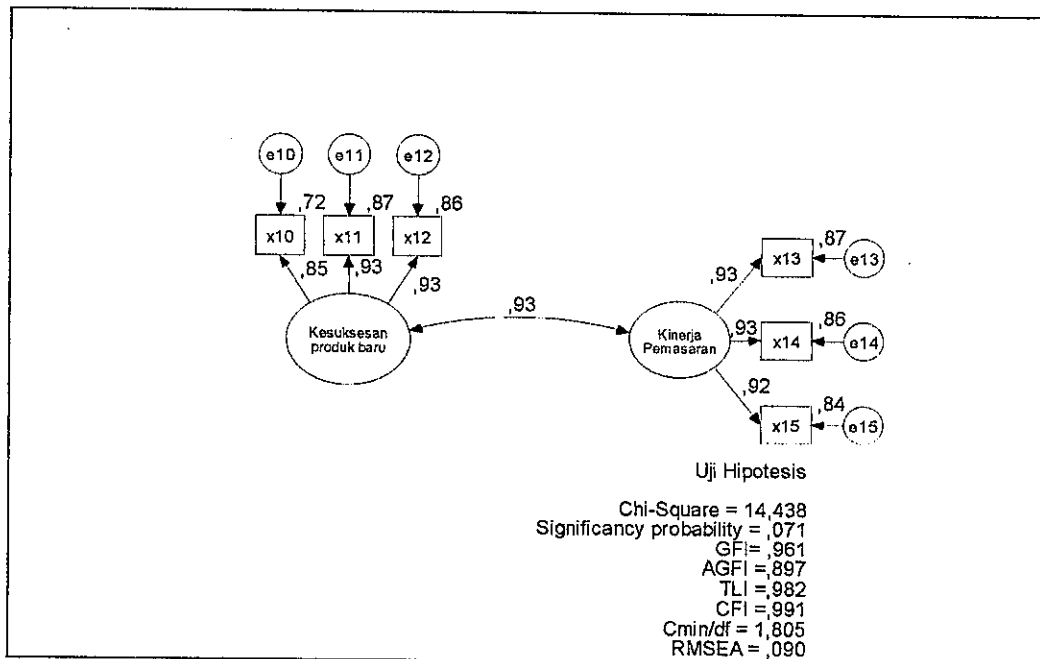 e10 e11 e12
,72 ,87 ,86
x10 x11 x12
,85 ,93 ,93
Kesuksesan
produk baru
,93
Kinerja
Pemasaran
,93 x13 ,87 e13
,93 x14 ,86 e14
,92 x15 ,84 e15
Uji Hipotesis
Chi-Square = 14,438
Significancy probability = ,071
GFI= ,961
AGFI = ,897
TLI = ,982
CFI = ,991
Cmin/df = 1,805
RMSEA = ,090